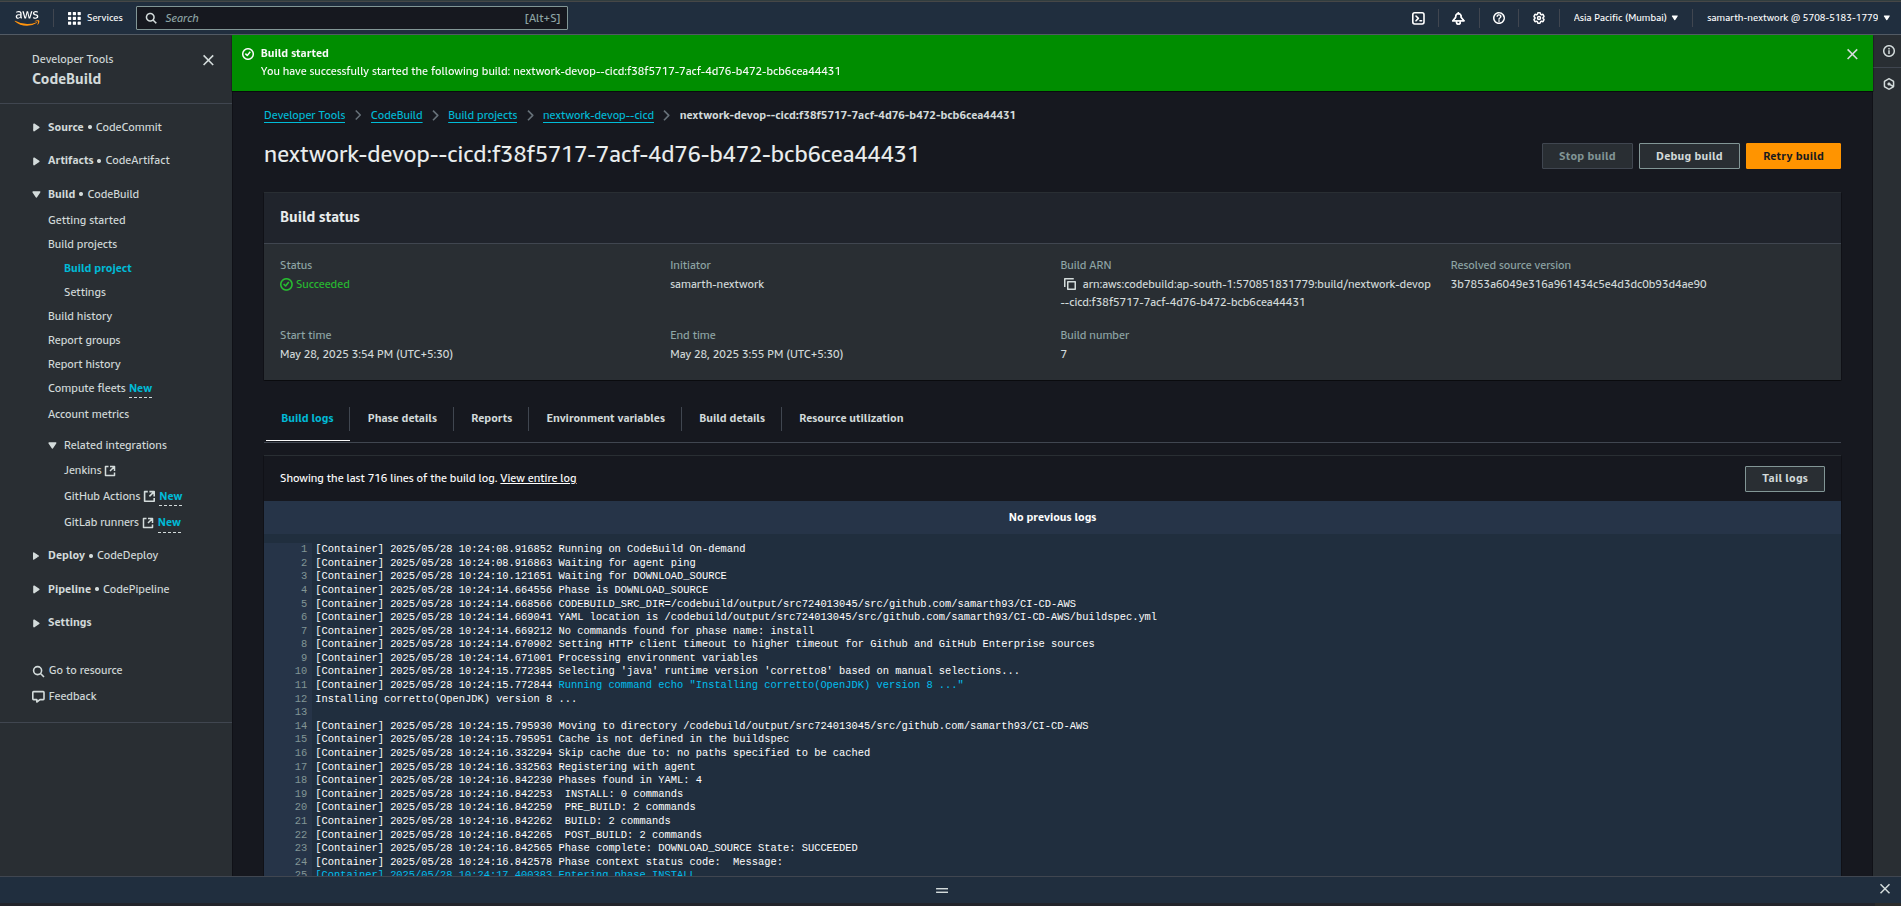 aws
Services
Search
[Alt+S]
Asia Pacific (Mumbai)
samarth-nextwork @ 5708-5183-1779
Developer Tools
CodeBuild
Source • CodeCommit
Artifacts • CodeArtifact
Build • CodeBuild
Getting started
Build projects
Build project
Settings
Build history
Report groups
Report history
Compute fleets New
Account metrics
Related integrations
Jenkins
GitHub Actions New
GitLab runners New
Deploy • CodeDeploy
Pipeline • CodePipeline
Settings
Go to resource
Feedback
Build started
You have successfully started the following build: nextwork-devop--cicd:f38f5717-7acf-4d76-b472-bcb6cea44431
Developer Tools > CodeBuild > Build projects > nextwork-devop--cicd > nextwork-devop--cicd:f38f5717-7acf-4d76-b472-bcb6cea44431
nextwork-devop--cicd:f38f5717-7acf-4d76-b472-bcb6cea44431
Stop build
Debug build
Retry build
Build status
Status
Succeeded
Initiator
samarth-nextwork
Build ARN
arn:aws:codebuild:ap-south-1:570851831779:build/nextwork-devop
--cicd:f38f5717-7acf-4d76-b472-bcb6cea44431
Resolved source version
3b7853a6049e316a961434c5e4d3dc0b93d4ae90
Start time
May 28, 2025 3:54 PM (UTC+5:30)
End time
May 28, 2025 3:55 PM (UTC+5:30)
Build number
7
Build logs
Phase details
Reports
Environment variables
Build details
Resource utilization
Showing the last 716 lines of the build log. View entire log
Tail logs
No previous logs
1 [Container] 2025/05/28 10:24:08.916852 Running on CodeBuild On-demand
2 [Container] 2025/05/28 10:24:08.916863 Waiting for agent ping
3 [Container] 2025/05/28 10:24:10.121651 Waiting for DOWNLOAD_SOURCE
4 [Container] 2025/05/28 10:24:14.664556 Phase is DOWNLOAD_SOURCE
5 [Container] 2025/05/28 10:24:14.668566 CODEBUILD_SRC_DIR=/codebuild/output/src724013045/src/github.com/samarth93/CI-CD-AWS
6 [Container] 2025/05/28 10:24:14.669041 YAML location is /codebuild/output/src724013045/src/github.com/samarth93/CI-CD-AWS/buildspec.yml
7 [Container] 2025/05/28 10:24:14.669212 No commands found for phase name: install
8 [Container] 2025/05/28 10:24:14.670902 Setting HTTP client timeout to higher timeout for Github and GitHub Enterprise sources
9 [Container] 2025/05/28 10:24:14.671001 Processing environment variables
10 [Container] 2025/05/28 10:24:15.772385 Selecting 'java' runtime version 'corretto8' based on manual selections...
11 [Container] 2025/05/28 10:24:15.772844 Running command echo "Installing corretto(OpenJDK) version 8 ..."
12 Installing corretto(OpenJDK) version 8 ...
13
14 [Container] 2025/05/28 10:24:15.795930 Moving to directory /codebuild/output/src724013045/src/github.com/samarth93/CI-CD-AWS
15 [Container] 2025/05/28 10:24:15.795951 Cache is not defined in the buildspec
16 [Container] 2025/05/28 10:24:16.332294 Skip cache due to: no paths specified to be cached
17 [Container] 2025/05/28 10:24:16.332563 Registering with agent
18 [Container] 2025/05/28 10:24:16.842230 Phases found in YAML: 4
19 [Container] 2025/05/28 10:24:16.842253 INSTALL: 0 commands
20 [Container] 2025/05/28 10:24:16.842259 PRE_BUILD: 2 commands
21 [Container] 2025/05/28 10:24:16.842262 BUILD: 2 commands
22 [Container] 2025/05/28 10:24:16.842265 POST_BUILD: 2 commands
23 [Container] 2025/05/28 10:24:16.842565 Phase complete: DOWNLOAD_SOURCE State: SUCCEEDED
24 [Container] 2025/05/28 10:24:16.842578 Phase context status code: Message:
25 [Container] 2025/05/28 10:24:17.400383 Entering phase INSTALL